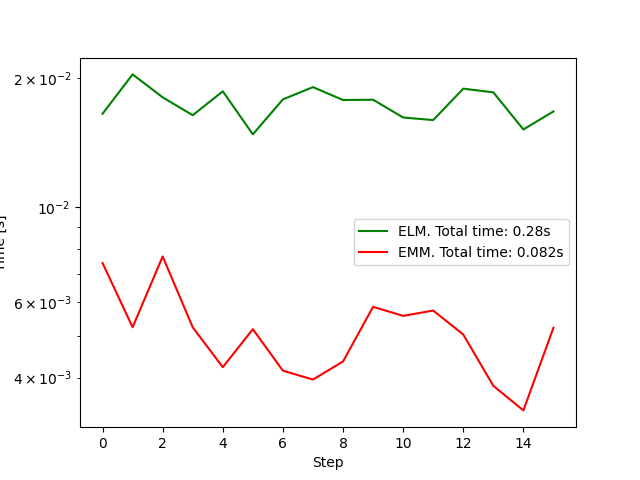 2 × 10⁻²
10⁻²
6 × 10⁻³
4 × 10⁻³
ELM. Total time: 0.28s
EMM. Total time: 0.082s
0 2 4 6 8 10 12 14
Step